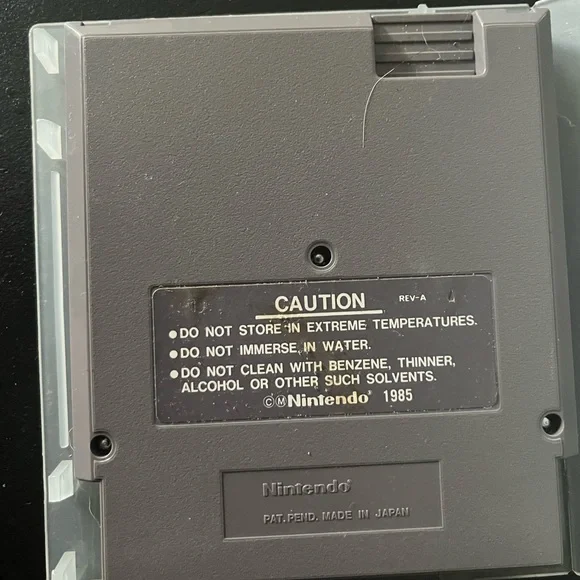 CAUTION REV-A
•DO NOT STORE IN EXTREME TEMPERATURES.
•DO NOT IMMERSE IN WATER.
•DO NOT CLEAN WITH BENZENE, THINNER,
ALCOHOL OR OTHER SUCH SOLVENTS.
©Ⓜ Nintendo® 1985
Nintendo®
PAT. PEND. MADE IN JAPAN